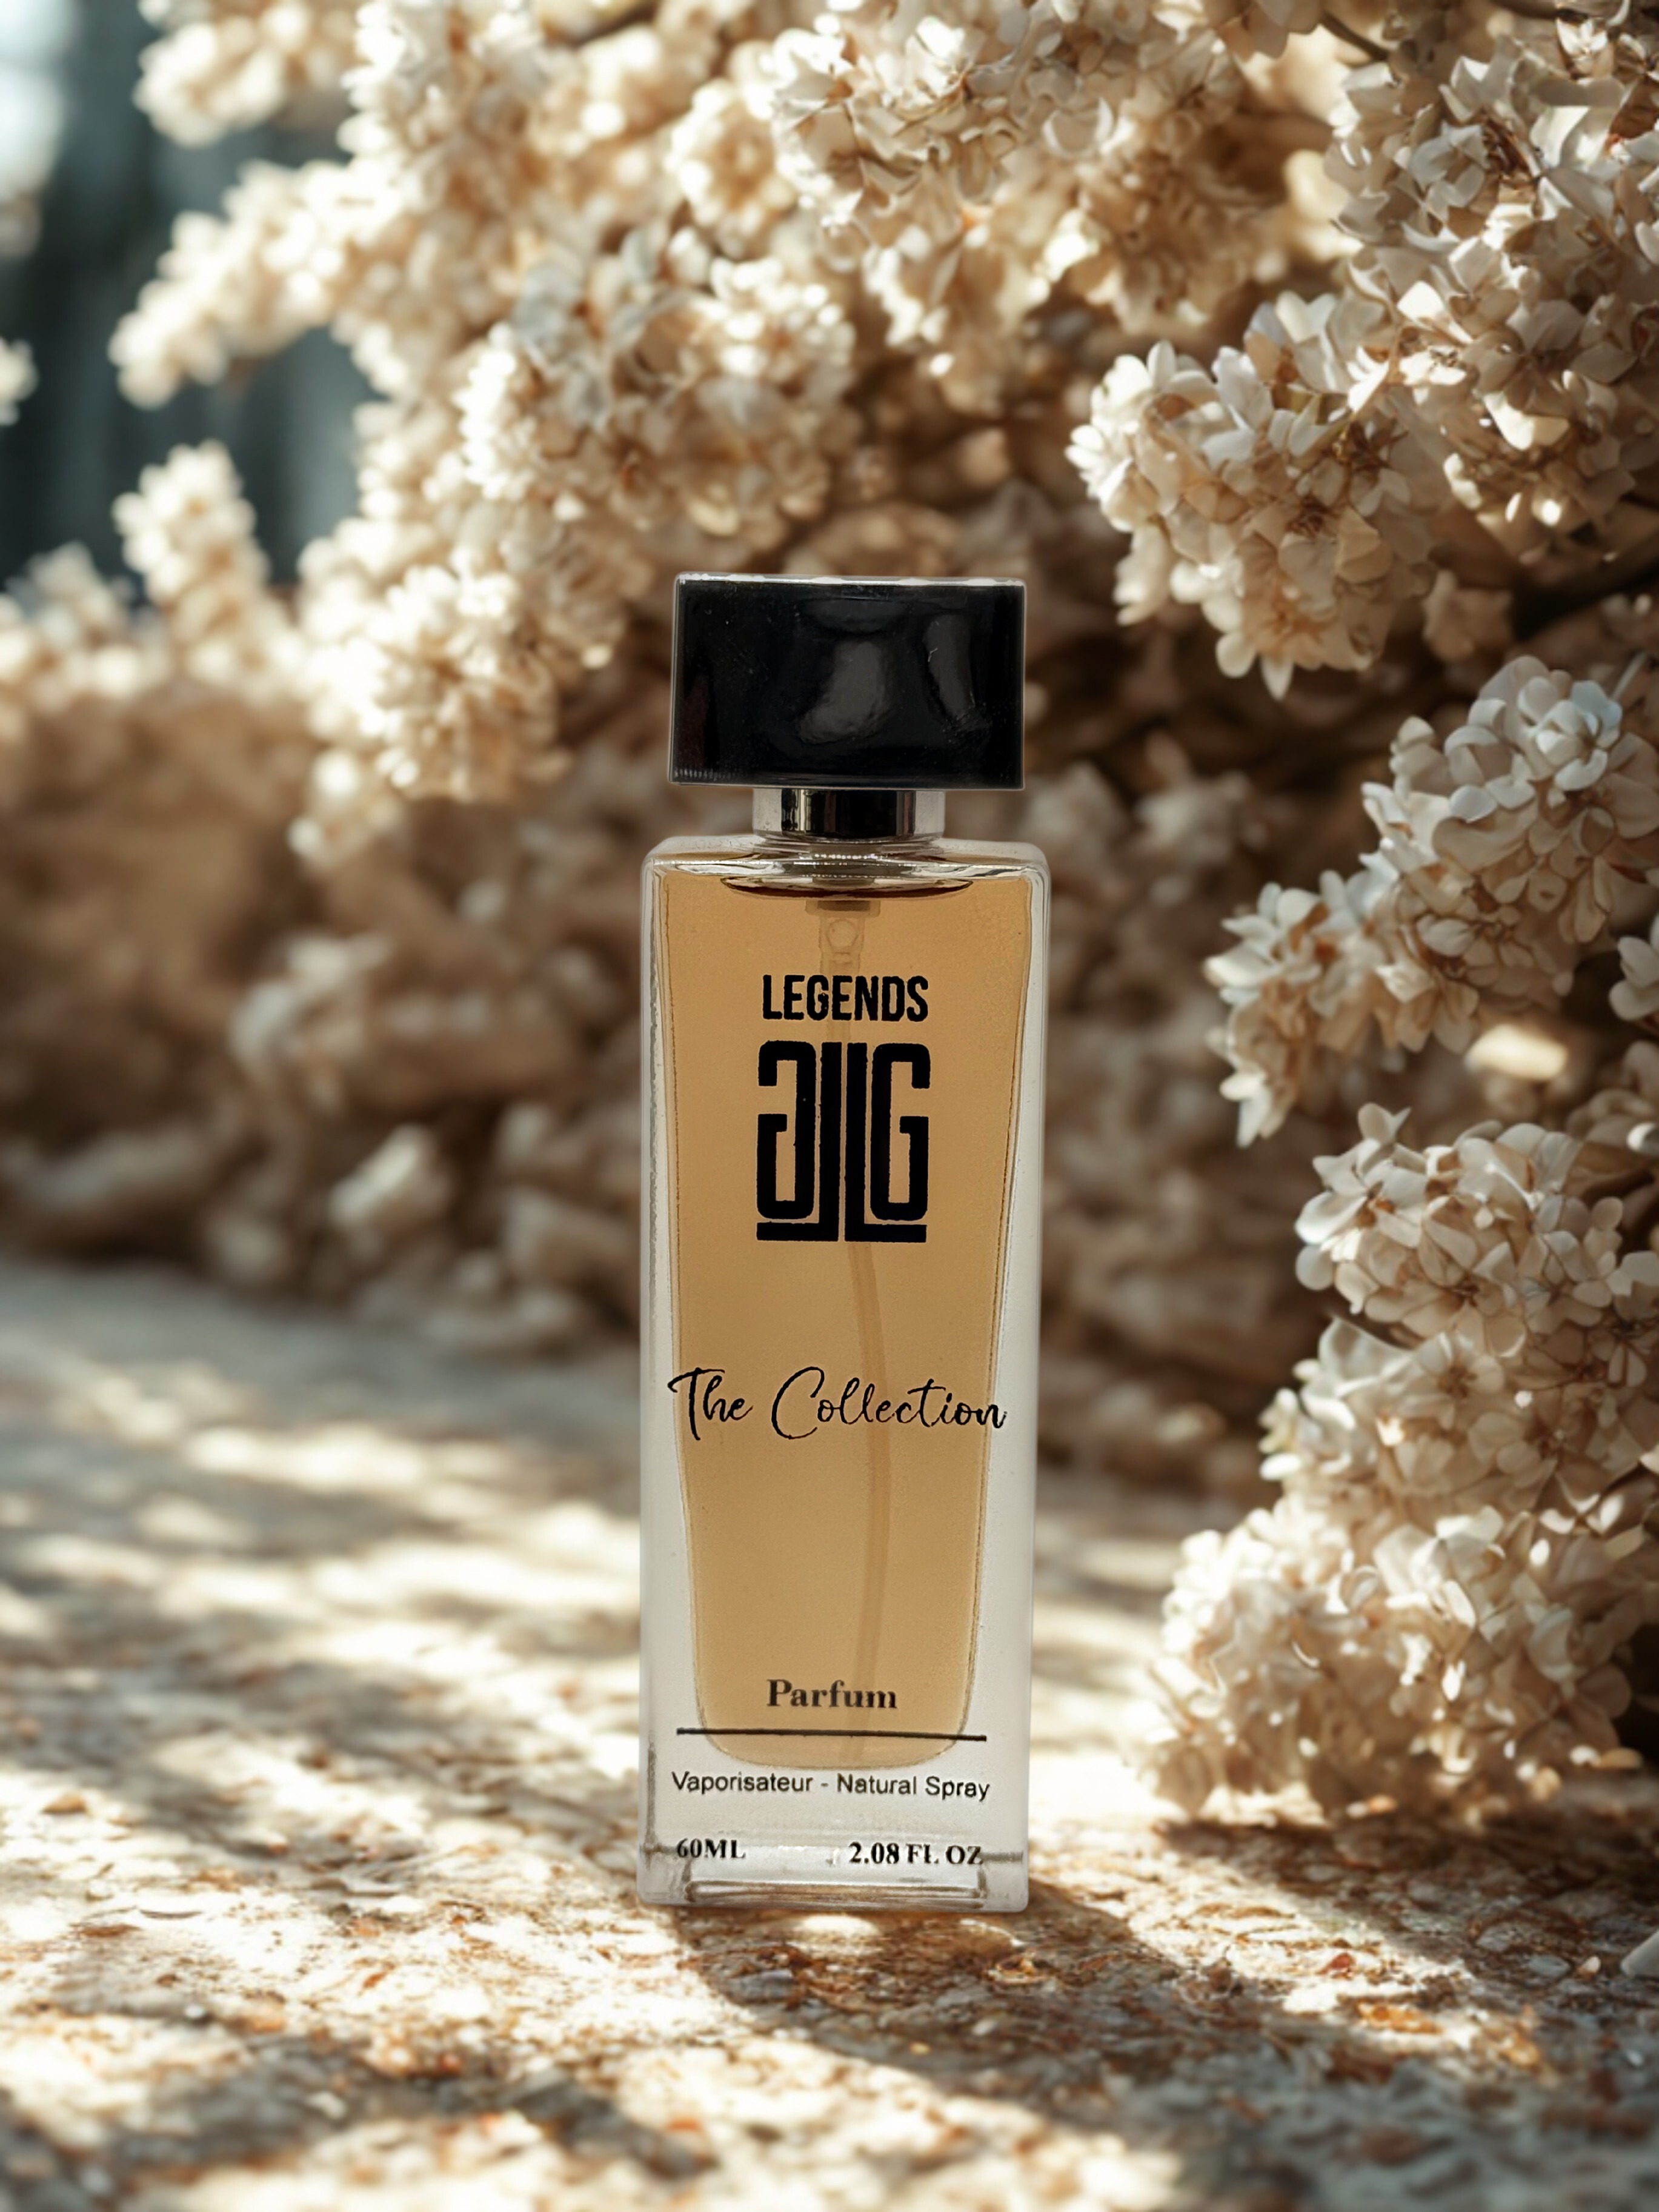 LEGENDS
The Collection
Parfum
Vaporisateur - Natural Spray
60ML 2.08 FL OZ